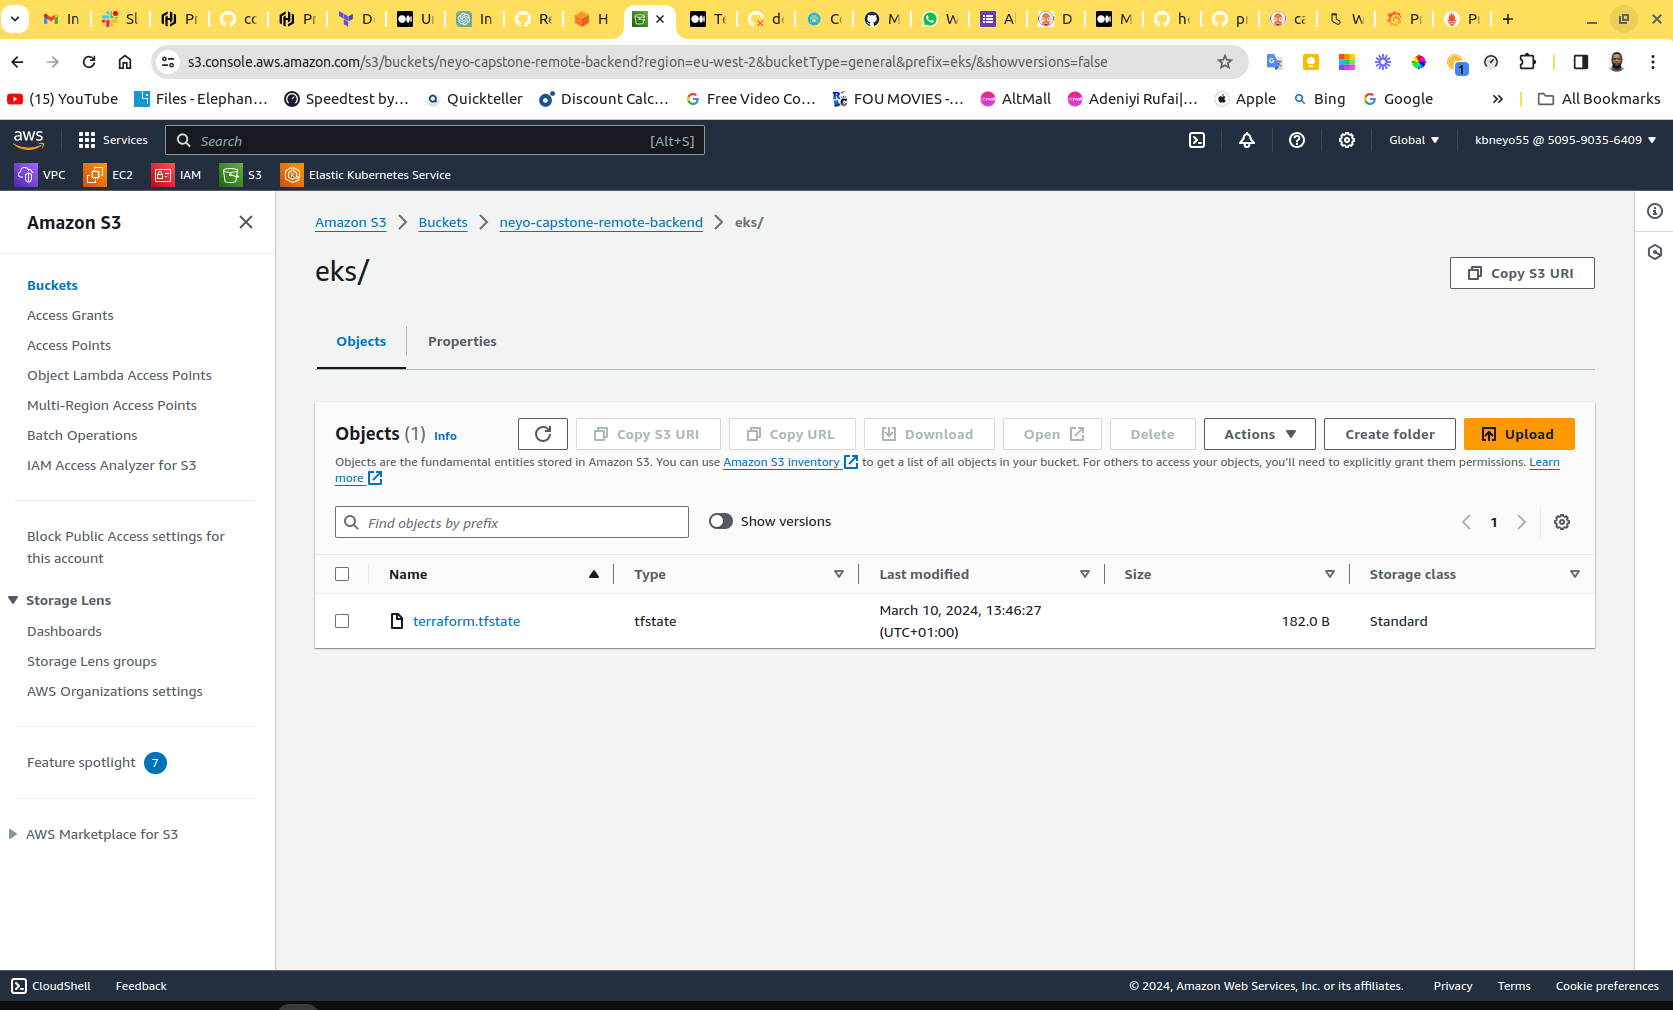 In Sl Pr co Pr D Ur In Re H Te do Co M W Al D M h p ca W Pr Pr
s3.console.aws.amazon.com/s3/buckets/neyo-capstone-remote-backend?region=eu-west-2&bucketType=general&prefix=eks/&showversions=false
1
(15) YouTube Files - Elephan... Speedtest by... Quickteller Discount Calc... Free Video Co... FOU MOVIES -... AltMall Adeniyi Rufai|... Apple Bing Google » All Bookmarks
aws Services Search [Alt+S] Global kbneyo55 @ 5095-9035-6409
VPC EC2 IAM S3 Elastic Kubernetes Service
Amazon S3
Buckets
Access Grants
Access Points
Object Lambda Access Points
Multi-Region Access Points
Batch Operations
IAM Access Analyzer for S3
Block Public Access settings for
this account
Storage Lens
Dashboards
Storage Lens groups
AWS Organizations settings
Feature spotlight 7
AWS Marketplace for S3
Amazon S3 Buckets neyo-capstone-remote-backend eks/
eks/
Copy S3 URI
Objects Properties
Objects (1) Info Copy S3 URI Copy URL Download Open Delete Actions Create folder Upload
Objects are the fundamental entities stored in Amazon S3. You can use Amazon S3 inventory to get a list of all objects in your bucket. For others to access your objects, you'll need to explicitly grant them permissions. Learn
more
Find objects by prefix Show versions 1
Name Type Last modified Size Storage class
terraform.tfstate tfstate March 10, 2024, 13:46:27
(UTC+01:00) 182.0 B Standard
CloudShell Feedback © 2024, Amazon Web Services, Inc. or its affiliates. Privacy Terms Cookie preferences